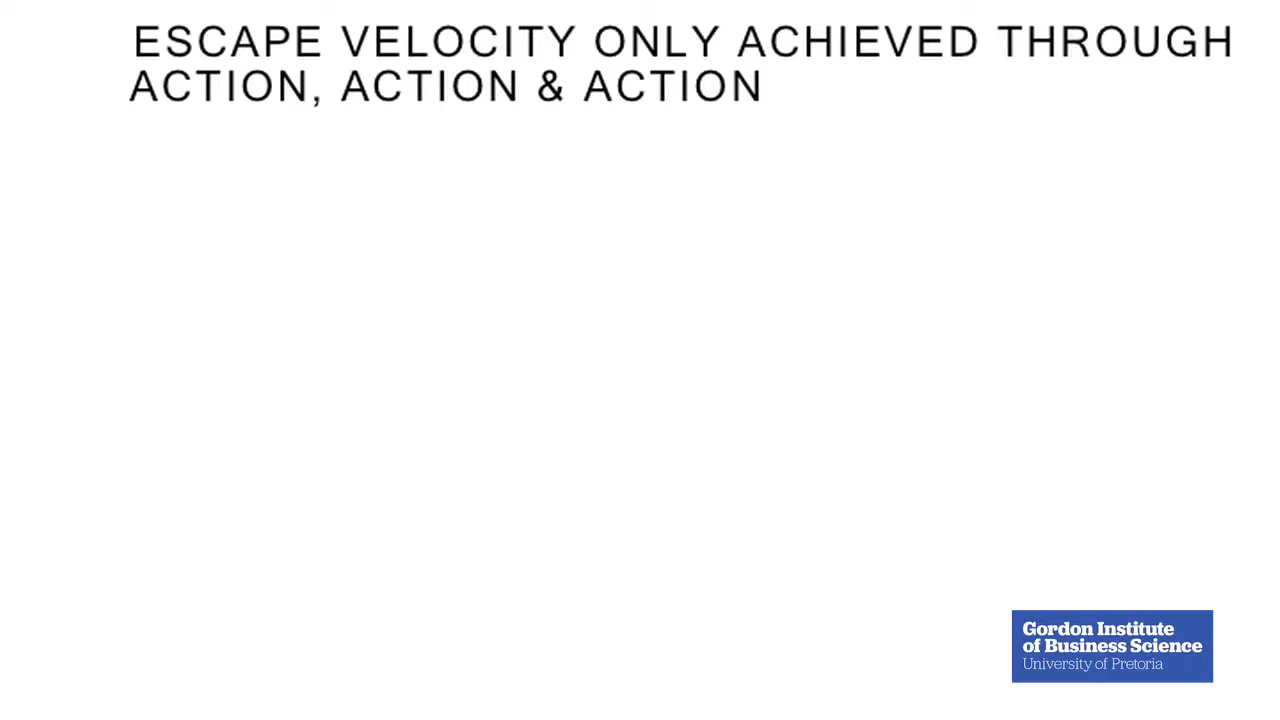 ESCAPE VELOCITY ONLY ACHIEVED THROUGH
ACTION, ACTION & ACTION
Gordon Institute
of Business Science
University of Pretoria